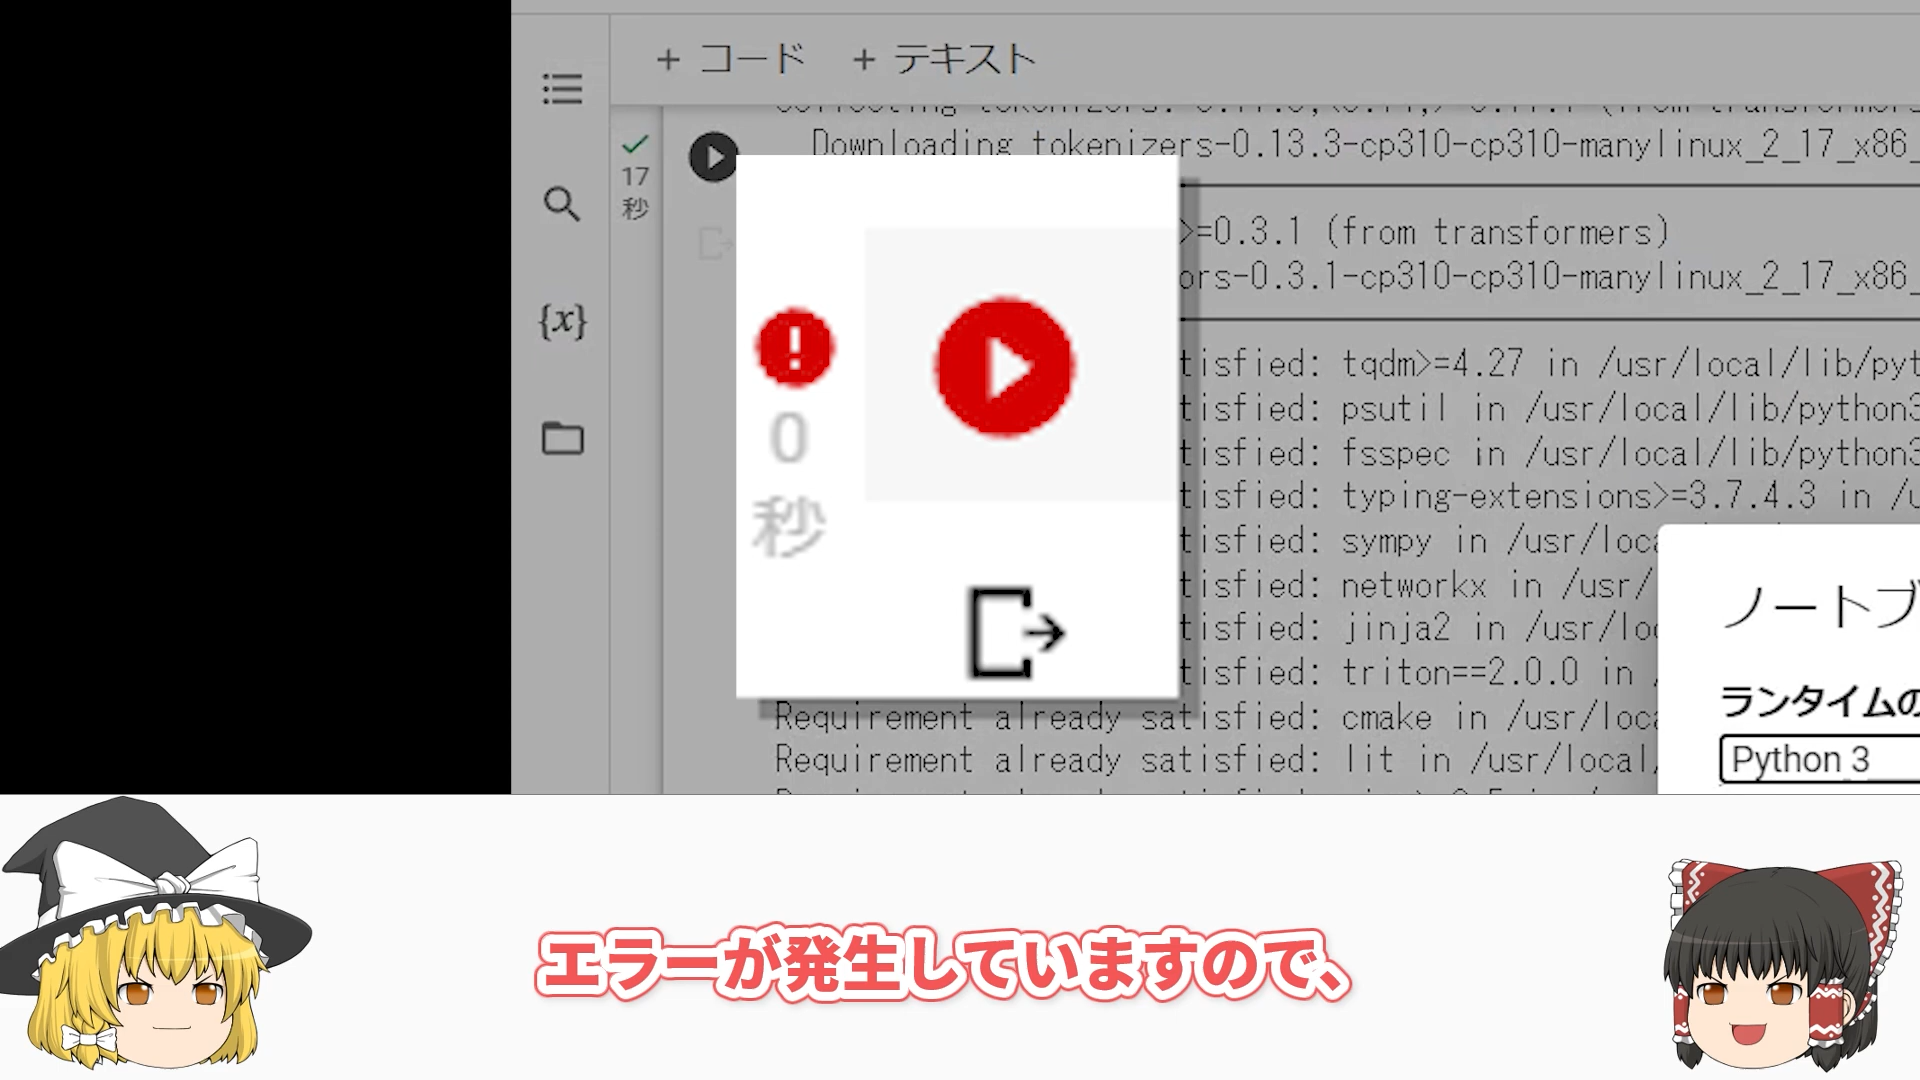 + コード + テキスト
Downloading tokenizers-0.13.3-cp310-cp310-manylinux_2_17_x86_
17
秒
>=0.3.1 (from transformers)
ors-0.3.1-cp310-cp310-manylinux_2_17_x86_
{x}
0
秒
tisfied: tqdm>=4.27 in /usr/local/lib/pyt
tisfied: psutil in /usr/local/lib/python3
tisfied: fsspec in /usr/local/lib/python3
tisfied: typing-extensions>=3.7.4.3 in /u
tisfied: sympy in /usr/loca
tisfied: networkx in /usr/
tisfied: jinja2 in /usr/loc
tisfied: triton==2.0.0 in /
Requirement already satisfied: cmake in /usr/loca
Requirement already satisfied: lit in /usr/local/
ノートブ
ランタイムの
Python 3
エラーが発生していますので、